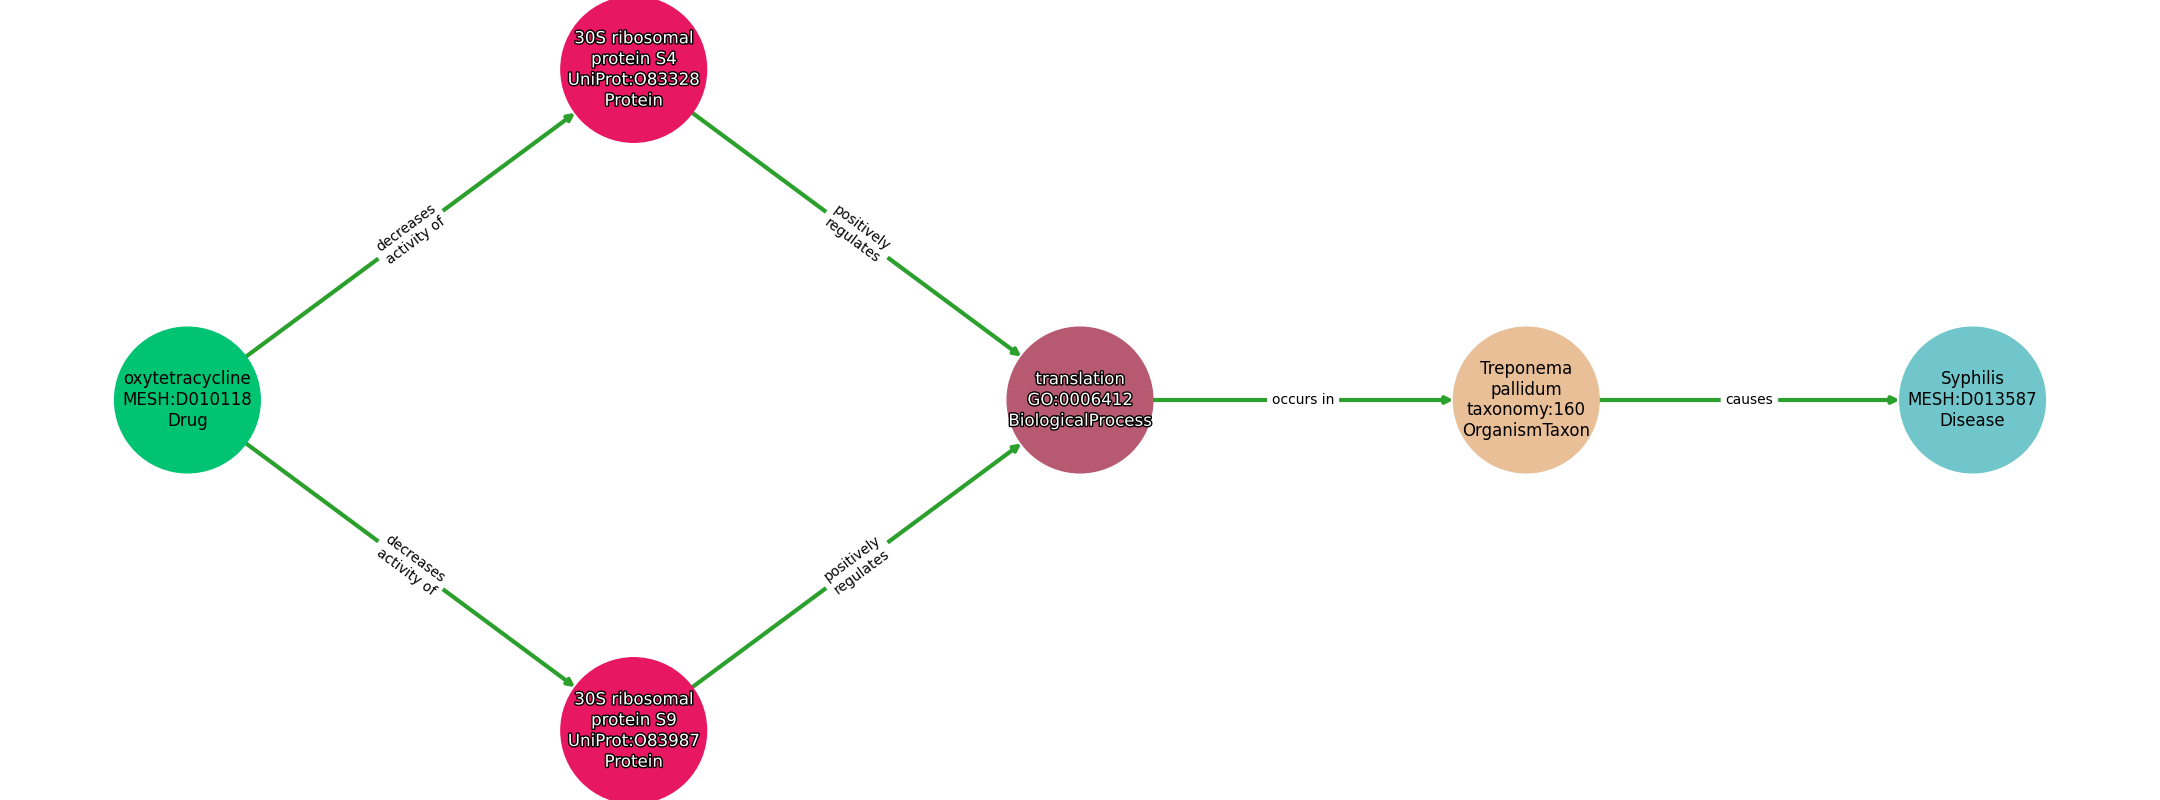 30S ribosomal
protein S4
UniProt:O83328
Protein
decreases
activity of
positively
regulates
oxytetracycline
MESH:D010118
Drug
translation
GO:0006412
BiologicalProcess
occurs in
Treponema
pallidum
taxonomy:160
OrganismTaxon
causes
Syphilis
MESH:D013587
Disease
decreases
activity of
positively
regulates
30S ribosomal
protein S9
UniProt:O83987
Protein